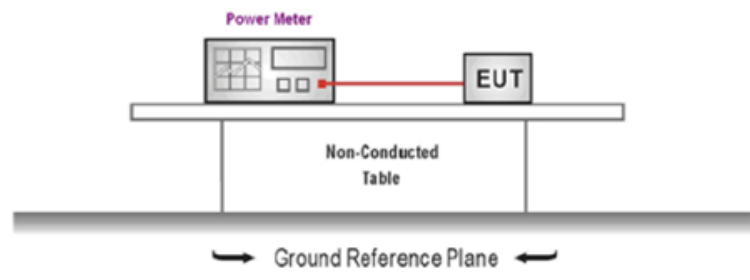 Power Meter
EUT
Non-Conducted
Table
Ground Reference Plane